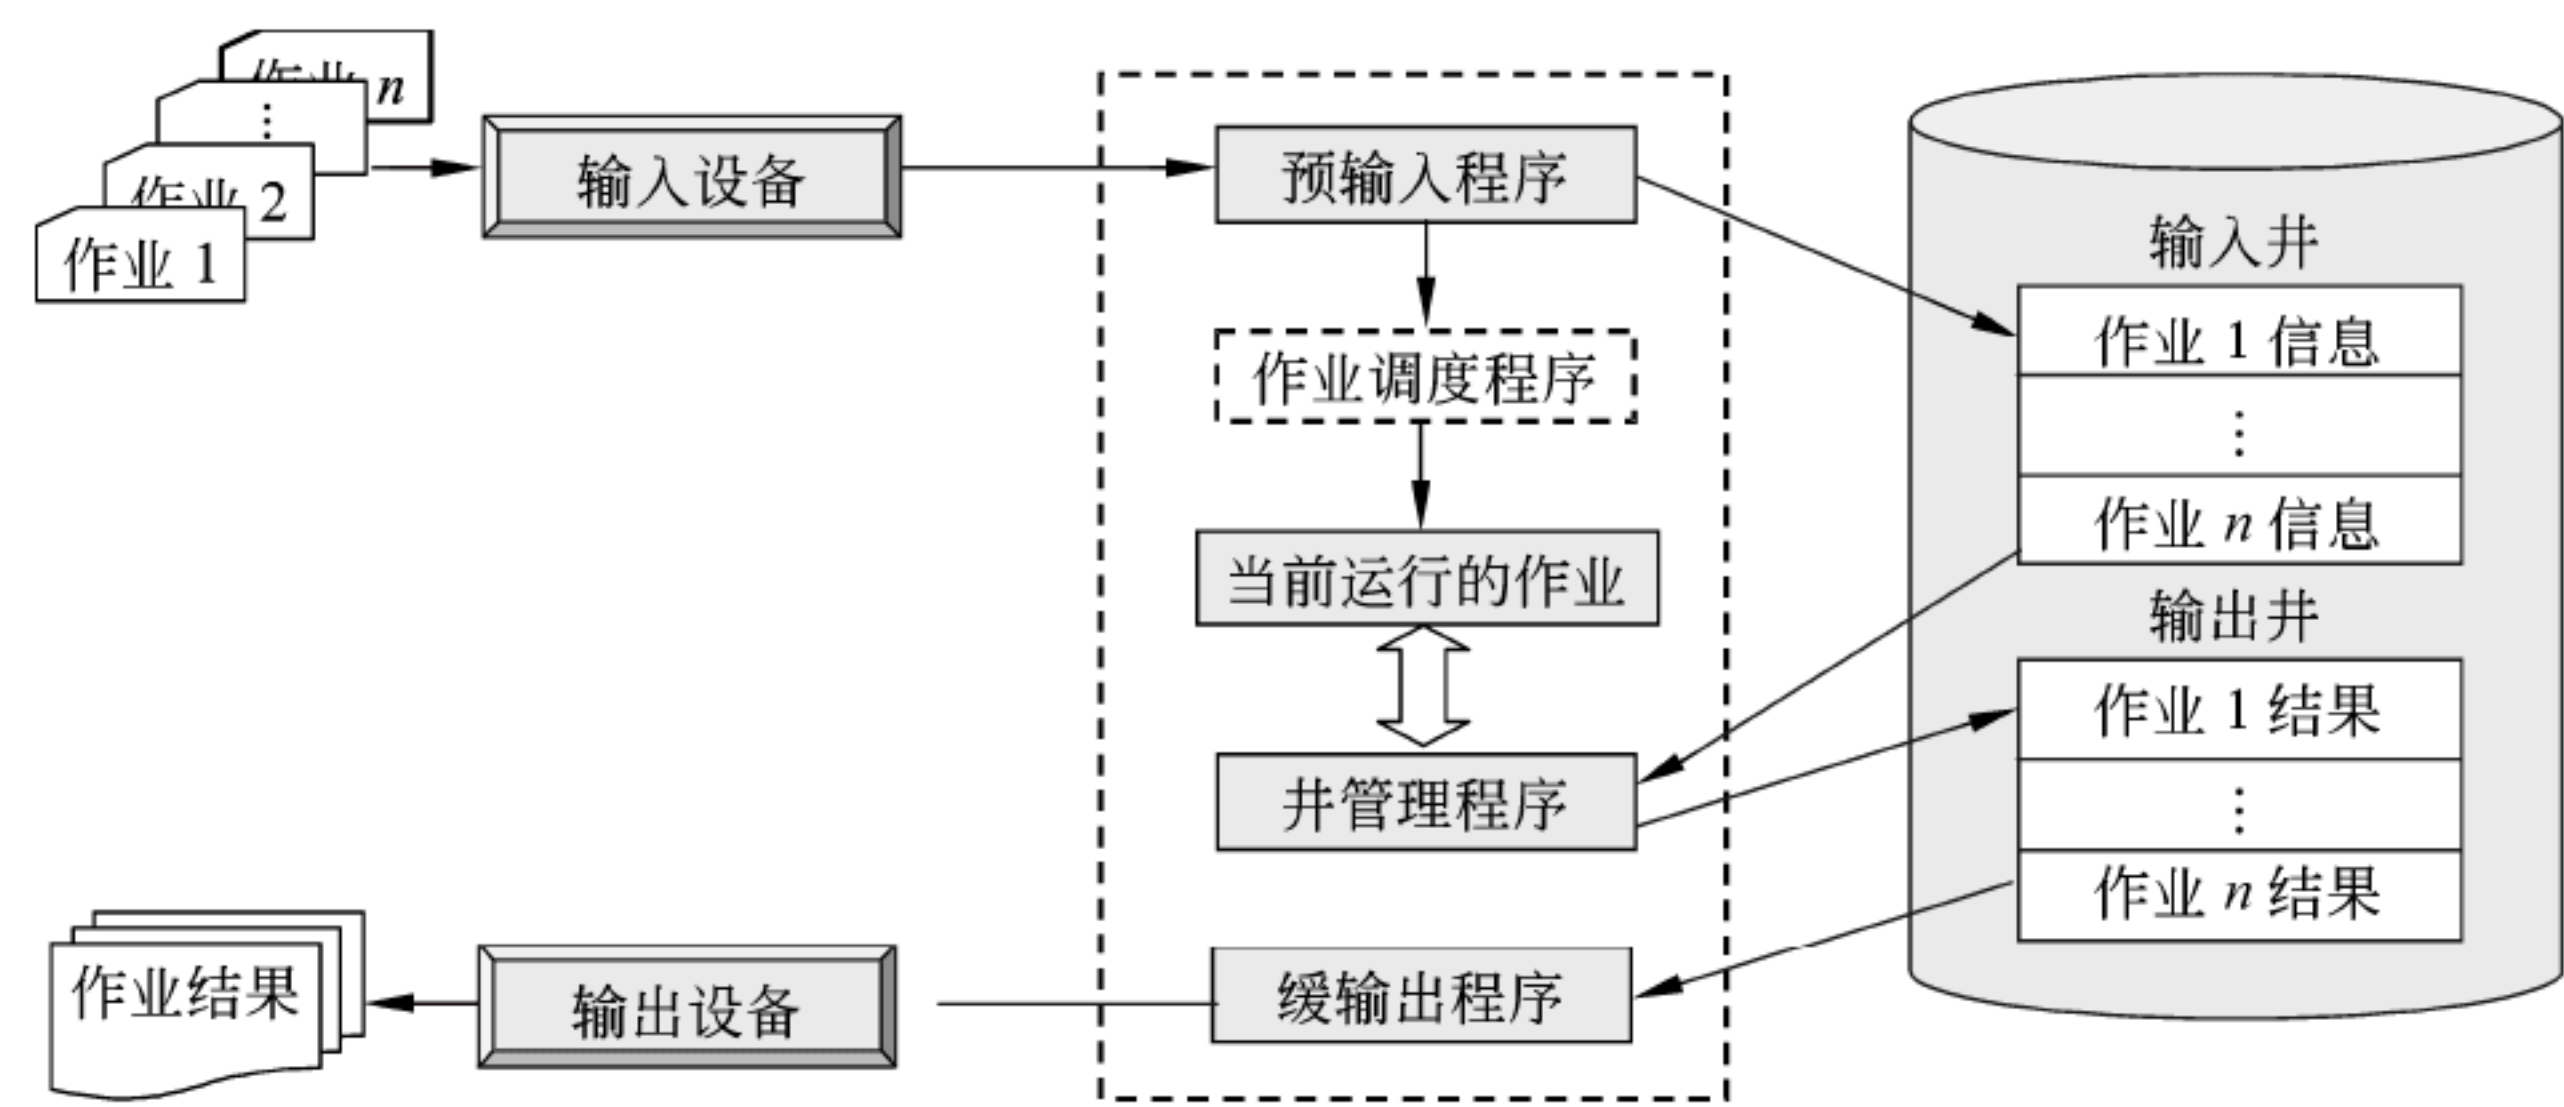 作业 n
⋮
作业 2
作业 1
输入设备
预输入程序
作业调度程序
当前运行的作业
井管理程序
缓输出程序
输入井
作业 1 信息
⋮
作业 n 信息
输出井
作业 1 结果
⋮
作业 n 结果
输出设备
作业结果